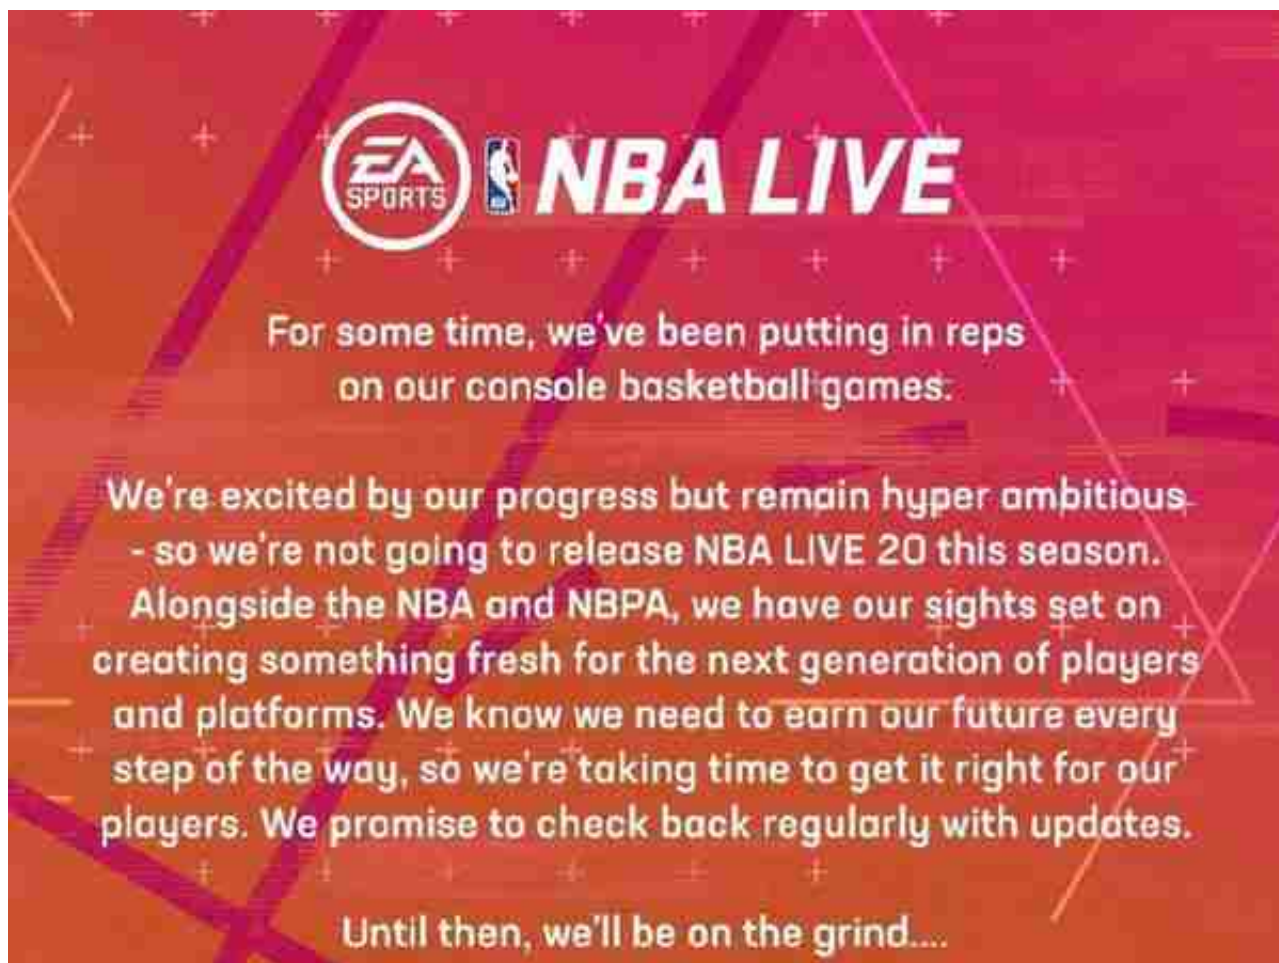 EA
SPORTS
NBA LIVE
For some time, we've been putting in reps
on our console basketball games.
We're excited by our progress but remain hyper ambitious
- so we're not going to release NBA LIVE 20 this season.
Alongside the NBA and NBPA, we have our sights set on
creating something fresh for the next generation of players
and platforms. We know we need to earn our future every
step of the way, so we're taking time to get it right for our
players. We promise to check back regularly with updates.
Until then, we'll be on the grind....